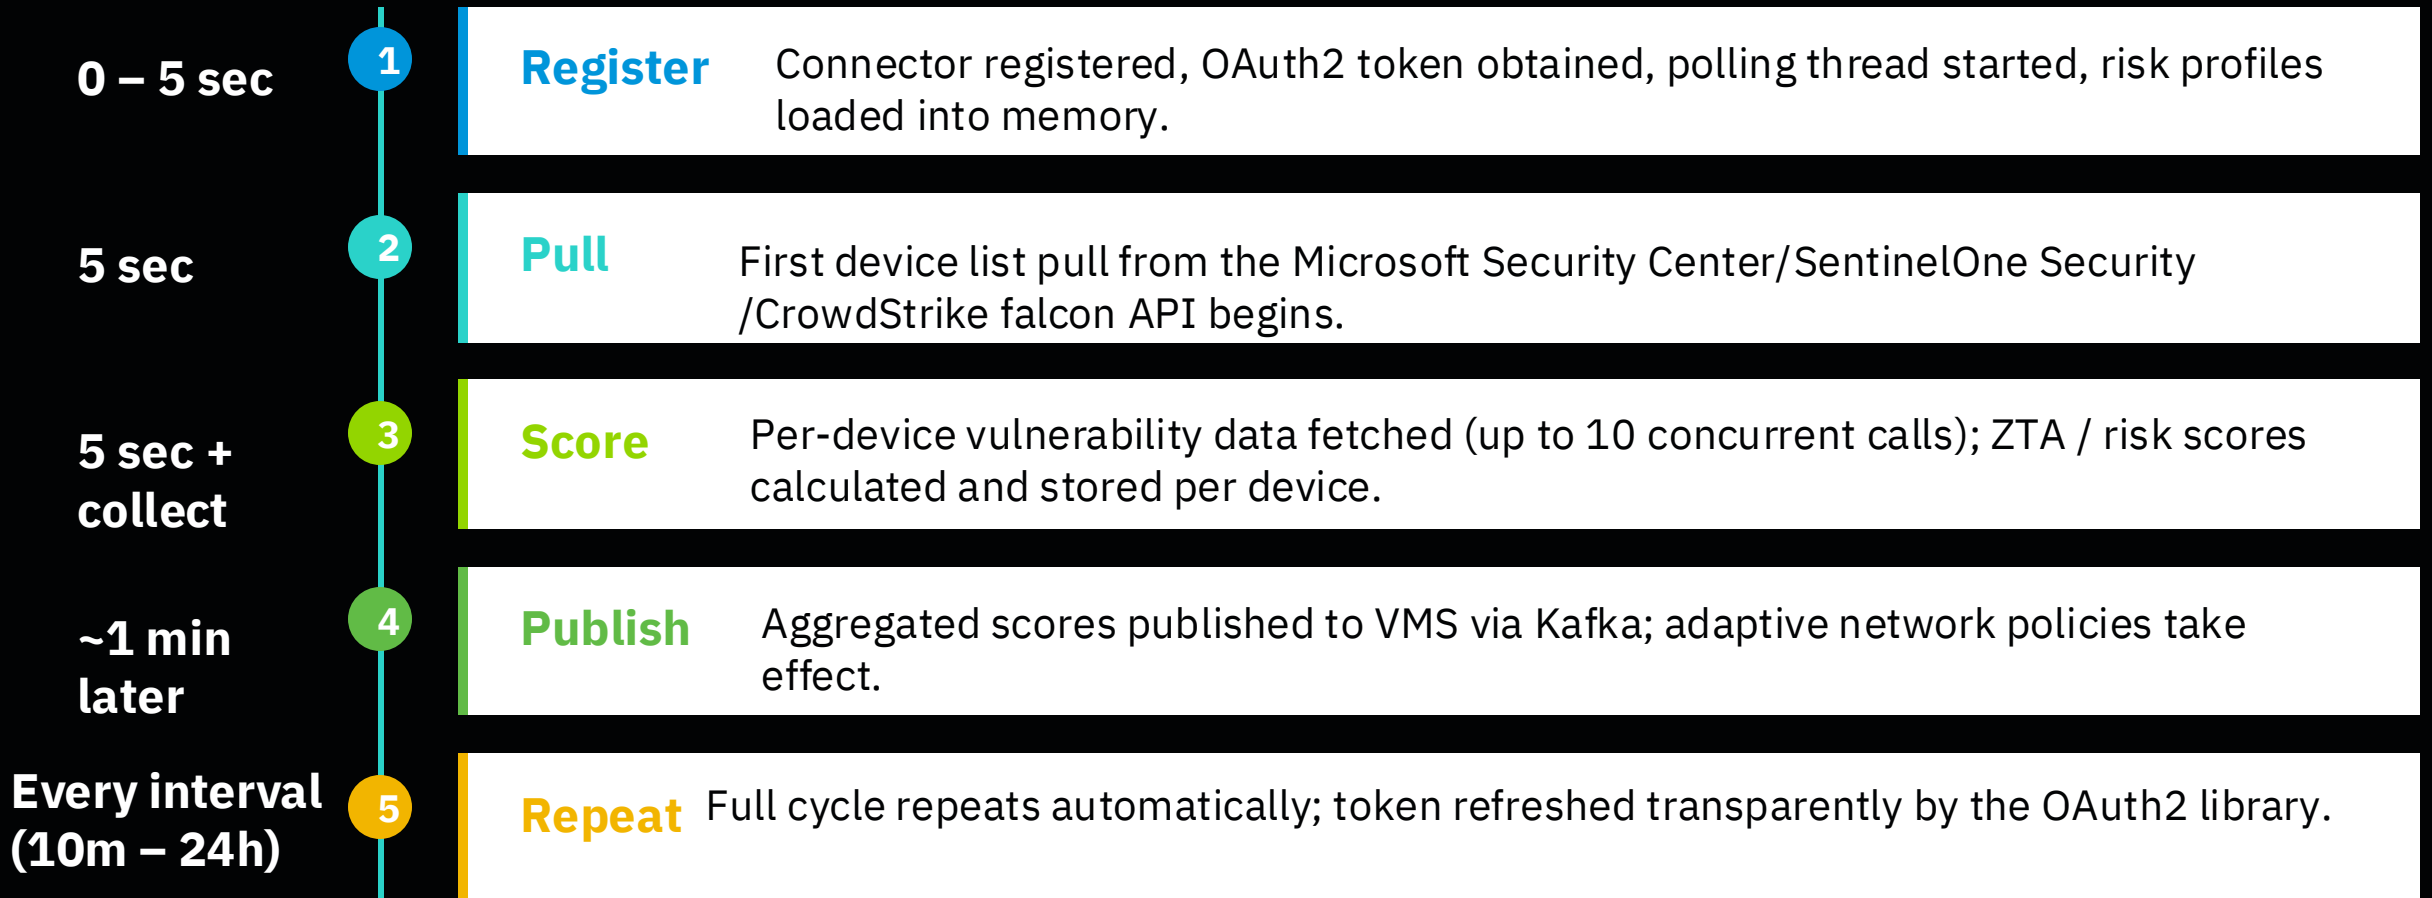 0 – 5 sec
1
Register
Connector registered, OAuth2 token obtained, polling thread started, risk profiles
loaded into memory.
5 sec
2
Pull
First device list pull from the Microsoft Security Center/SentinelOne Security
/CrowdStrike falcon API begins.
5 sec +
collect
3
Score
Per-device vulnerability data fetched (up to 10 concurrent calls); ZTA / risk scores
calculated and stored per device.
~1 min
later
4
Publish
Aggregated scores published to VMS via Kafka; adaptive network policies take
effect.
Every interval
(10m – 24h)
5
Repeat
Full cycle repeats automatically; token refreshed transparently by the OAuth2 library.